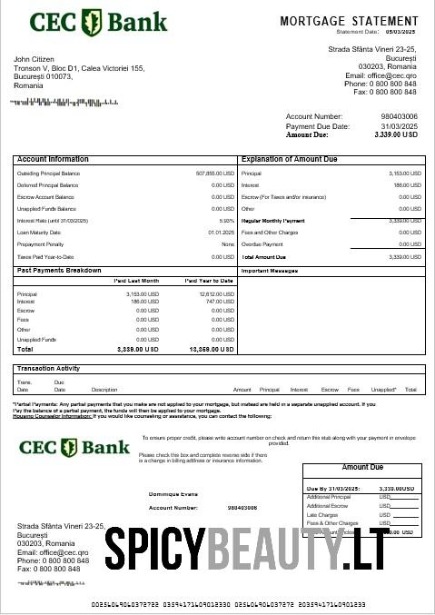 CEC Bank
MORTGAGE STATEMENT
Statement Date: 05/03/2025
Strada Sfânta Vineri 23-25,
București
030203, Romania
Email: office@cec.qro
Phone: 0 800 800 848
Fax: 0 800 800 848
John Citizen
Tronson V, Bloc D1, Calea Victoriei 155,
București 010073,
Romania
Account Number: 980403006
Payment Due Date: 31/03/2025
Amount Due: 3.339.00 USD
Account Information
Outstanding Principal Balance
Deferred Principal Balance 0.00 USD
Escrow Account Balance 0.00 USD
Unapplied Funds Balance 0.00 USD
Interest Rate (until 31/03/2025)
Loan Maturity Date 01.01.2025
Prepayment Penalty None
Taxes Paid Year-to-Date 0.00 USD
Explanation of Amount Due
Principal 3,153.00 USD
Interest 186.00 USD
Escrow (For Taxes and/or insurance) 0.00 USD
Other 0.00 USD
Regular Monthly Payment 3,339.00 USD
Fees and Other Charges 0.00 USD
Overdue Payment 0.00 USD
Total Amount Due 3,339.00 USD
Past Payments Breakdown
Paid Last Month Paid Year to Date
Principal 3,153.00 USD 12,612.00 USD
Interest 186.00 USD 747.00 USD
Escrow 0.00 USD 0.00 USD
Fees 0.00 USD 0.00 USD
Other 0.00 USD 0.00 USD
Unapplied Funds 0.00 USD 0.00 USD
Total 3,339.00 USD 13,359.00 USD
Important Messages
Transaction Activity
Trans. Due
Date Date Description Amount Principal Interest Escrow Fees Unapplied* Total
*Partial Payments: Any partial payments that you make are not applied to your mortgage, but instead are held in a separate unapplied account. If you
Pay the balance of a partial payment, the funds will then be applied to your mortgage.
Housing Counselor Information: If you would like counseling or assistance, you can contact the following:
CEC Bank
To ensure proper credit, please write account number on check and return this stub along with your payment in envelope
provided.
Please check this box and complete reverse side if there
is a change in billing address or insurance information.
Amount Due
Due By 31/03/2025: 3,339.00USD
Additional Principal USD
Additional Escrow USD
Late Charges USD
Fees & Other Charges USD
Dominique Evans
Account Number: 980403006
Strada Sfânta Vineri 23-25,
București
030203, Romania
Email: office@cec.qro
Phone: 0 800 800 848
Fax: 0 800 800 848
SPICYBEAUTY.LT